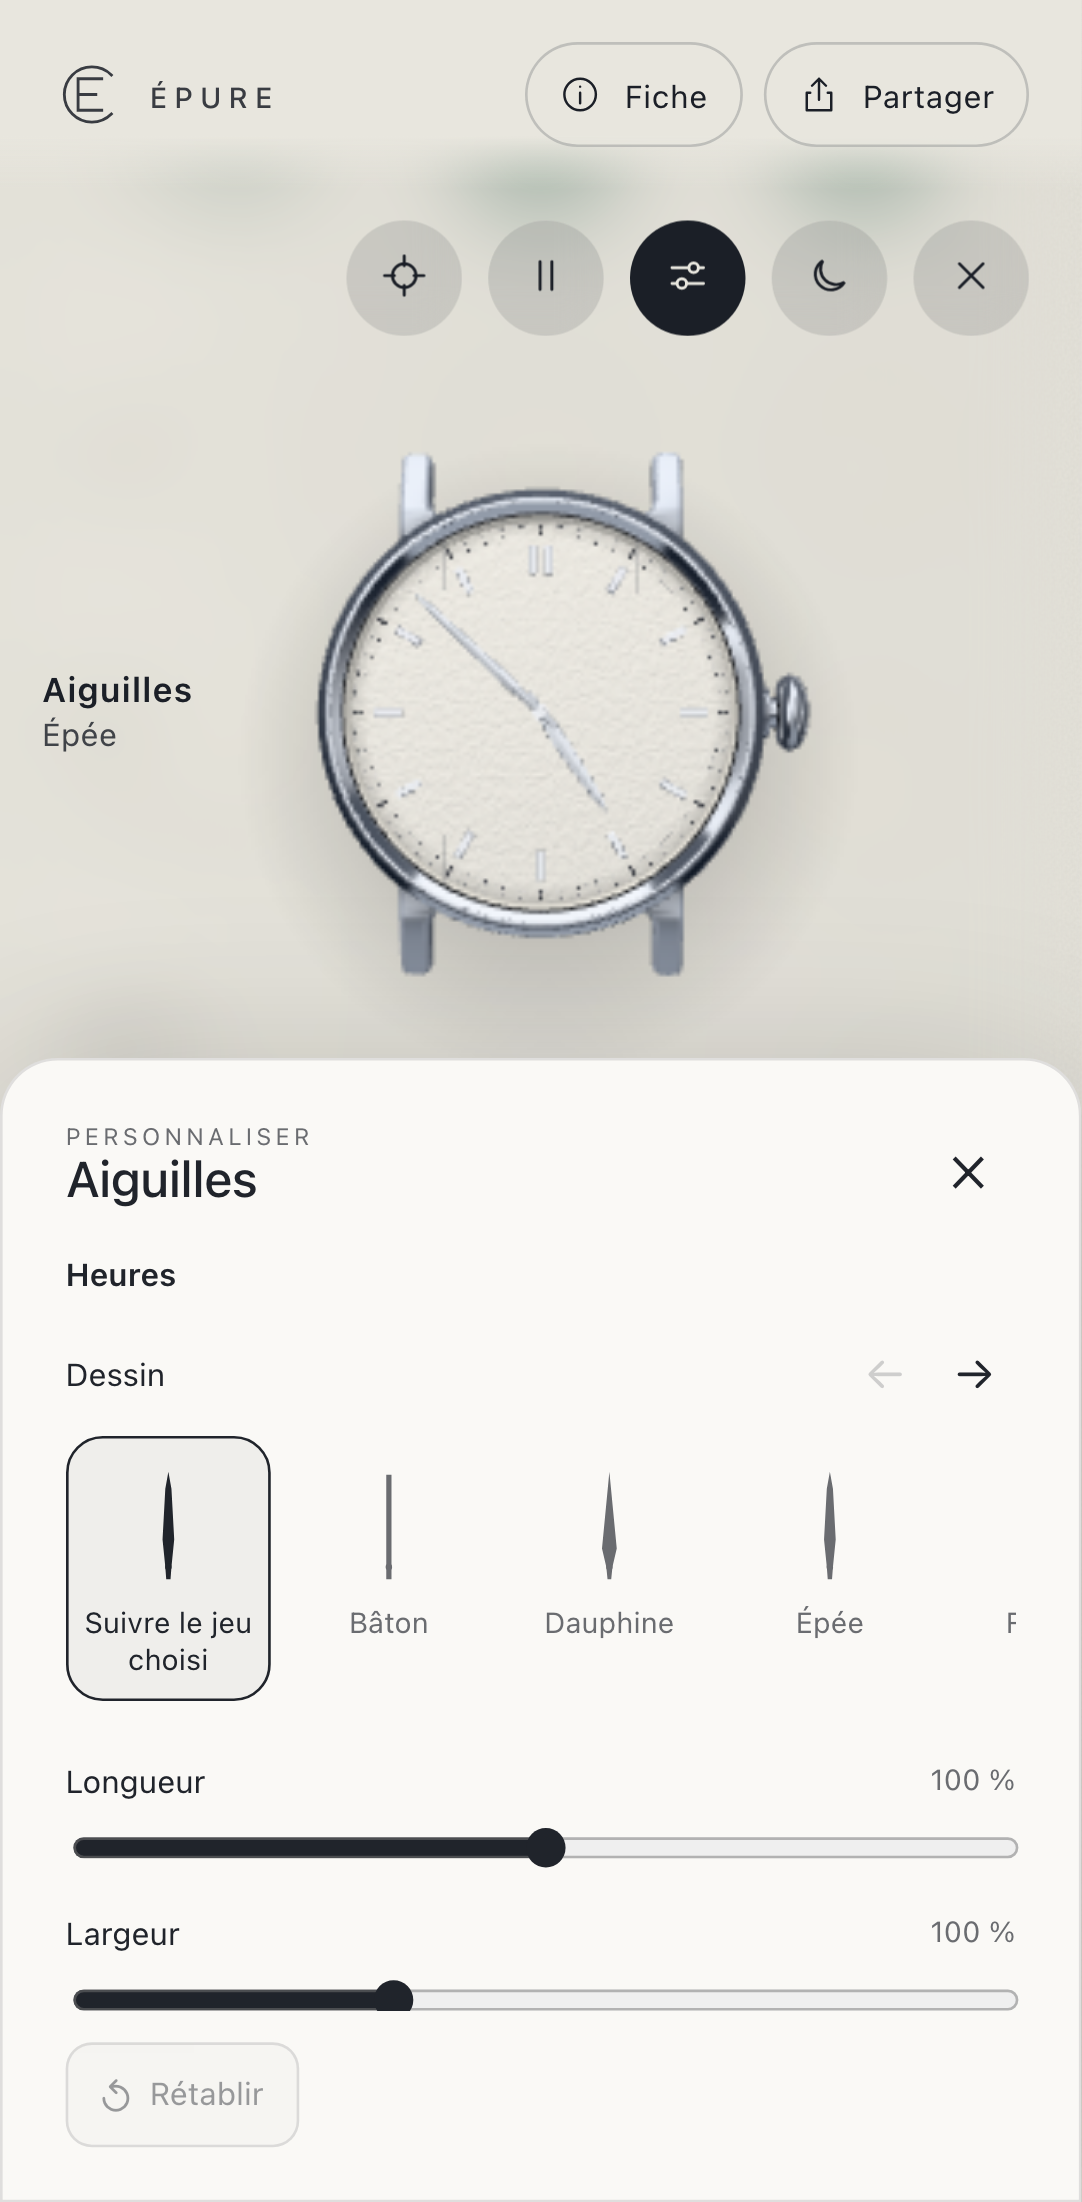 ÉPURE
Fiche
Partager
Aiguilles
Épée
PERSONNALISER
Aiguilles
Heures
Dessin
Suivre le jeu
choisi
Bâton
Dauphine
Épée
Longueur
100 %
Largeur
100 %
Rétablir